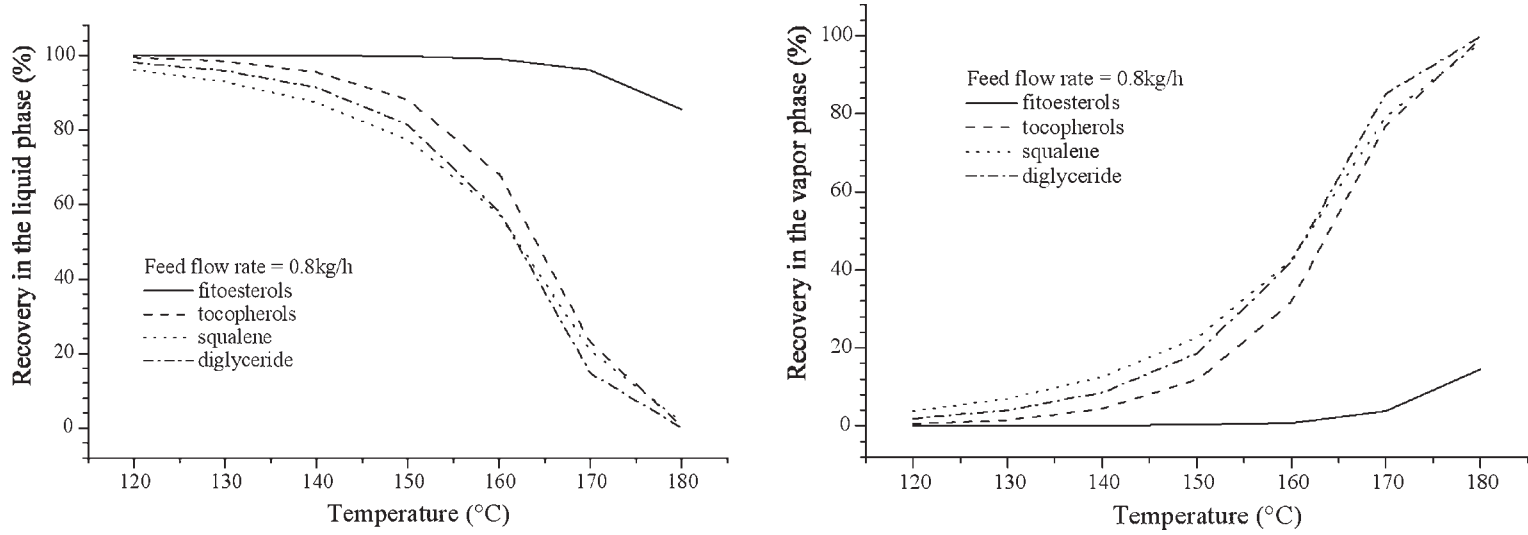 Recovery in the liquid phase (%)
100
80
60
40
20
0
Feed flow rate = 0.8kg/h
fitoesterols
tocopherols
squalene
diglyceride
120 130 140 150 160 170 180
Temperature (°C)
Recovery in the vapor phase (%)
100
80
60
40
20
0
Feed flow rate = 0.8kg/h
fitoesterols
tocopherols
squalene
diglyceride
120 130 140 150 160 170 180
Temperature (°C)